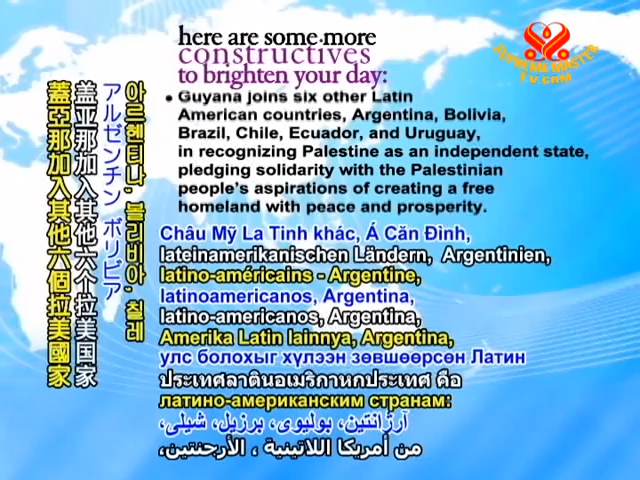 here are some more
constructives
to brighten your day:
SUPREME MASTER
TV.COM
• Guyana joins six other Latin
American countries, Argentina, Bolivia,
Brazil, Chile, Ecuador, and Uruguay,
in recognizing Palestine as an independent state,
pledging solidarity with the Palestinian
people's aspirations of creating a free
homeland with peace and prosperity.
蓋亞那加入其他六個拉美國家
盖亚那加入其他六个拉美国家
アルゼンチン ボリビア
아르헨티나· 볼리비아· 칠레
Châu Mỹ La Tinh khác, Á Căn Đình,
lateinamerikanischen Ländern, Argentinien,
latino-américains - Argentine,
latinoamericanos, Argentina,
latino-americanos, Argentina,
Amerika Latin lainnya, Argentina,
улс болохыг хүлээн зөвшөөрсөн Латин
ประเทศลาตินอเมริกาหกประเทศ คือ
латино-американским странам:
آرژانتین، بولیوی، برزیل، شیلی،
من أمريكا اللاتينية ، الأرجنتين،